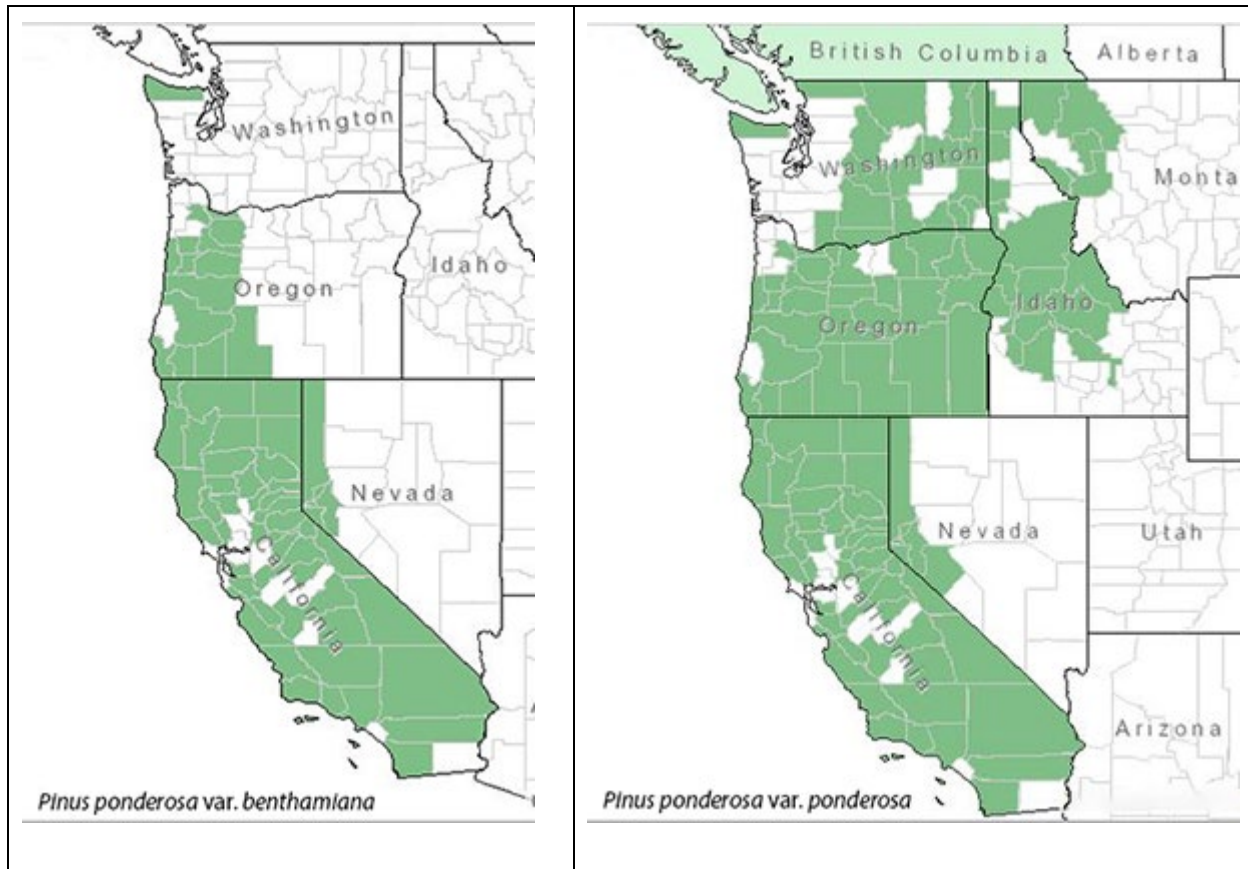 Washington
Oregon
Idaho
Nevada
California
Pinus ponderosa var. benthamiana
British Columbia
Alberta
Washington
Monta
Oregon
Idaho
Nevada
Utah
California
Arizona
Pinus ponderosa var. ponderosa